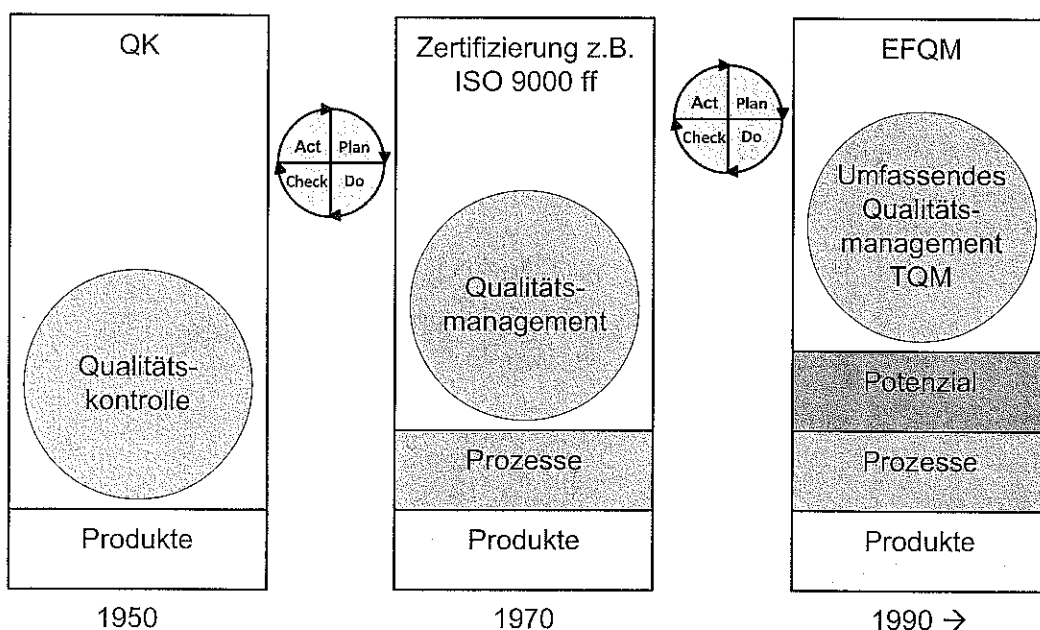 QK
Qualitäts-
kontrolle
Produkte
1950
Act Plan
Check Do
Zertifizierung z.B.
ISO 9000 ff
Qualitäts-
management
Prozesse
Produkte
1970
Act Plan
Check Do
EFQM
Umfassendes
Qualitäts-
management
TQM
Potenzial
Prozesse
Produkte
1990 →